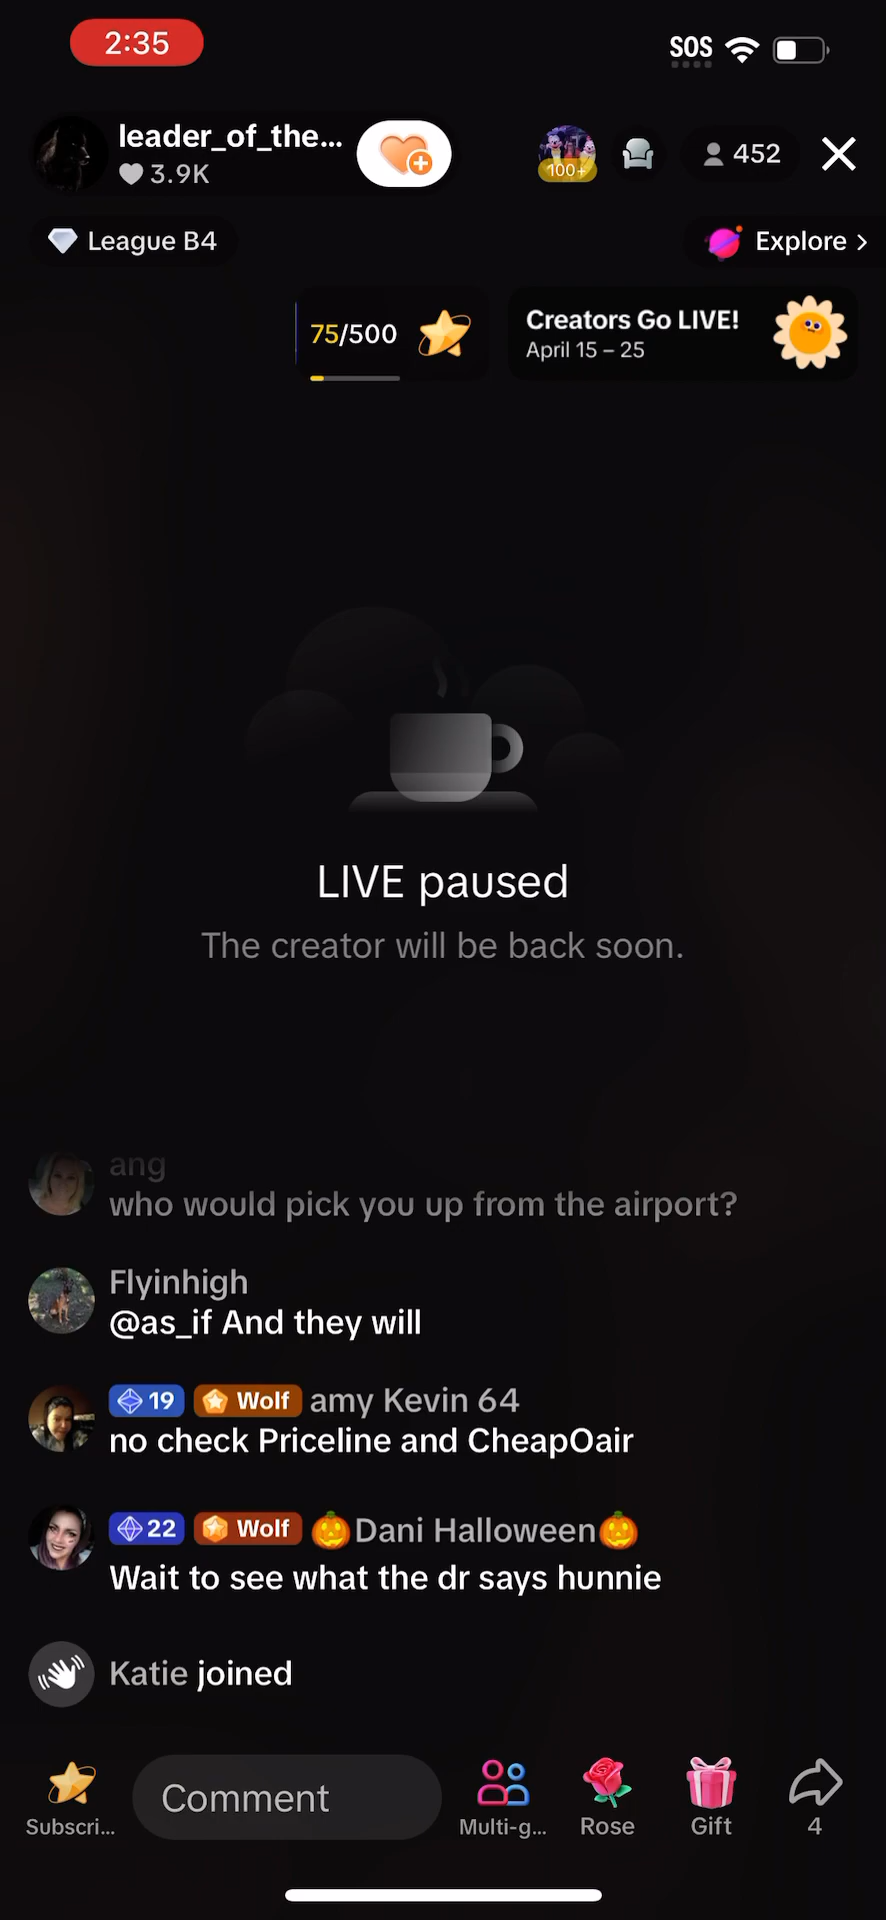 2:35
SOS
leader_of_the...
3.9K
100+
452
League B4
Explore >
75/500
Creators Go LIVE!
April 15 – 25
LIVE paused
The creator will be back soon.
ang
who would pick you up from the airport?
Flyinhigh
@as_if And they will
19 Wolf amy Kevin 64
no check Priceline and CheapOair
22 Wolf 🎃Dani Halloween🎃
Wait to see what the dr says hunnie
Katie joined
Subscri...
Comment
Multi-g...
Rose
Gift
4